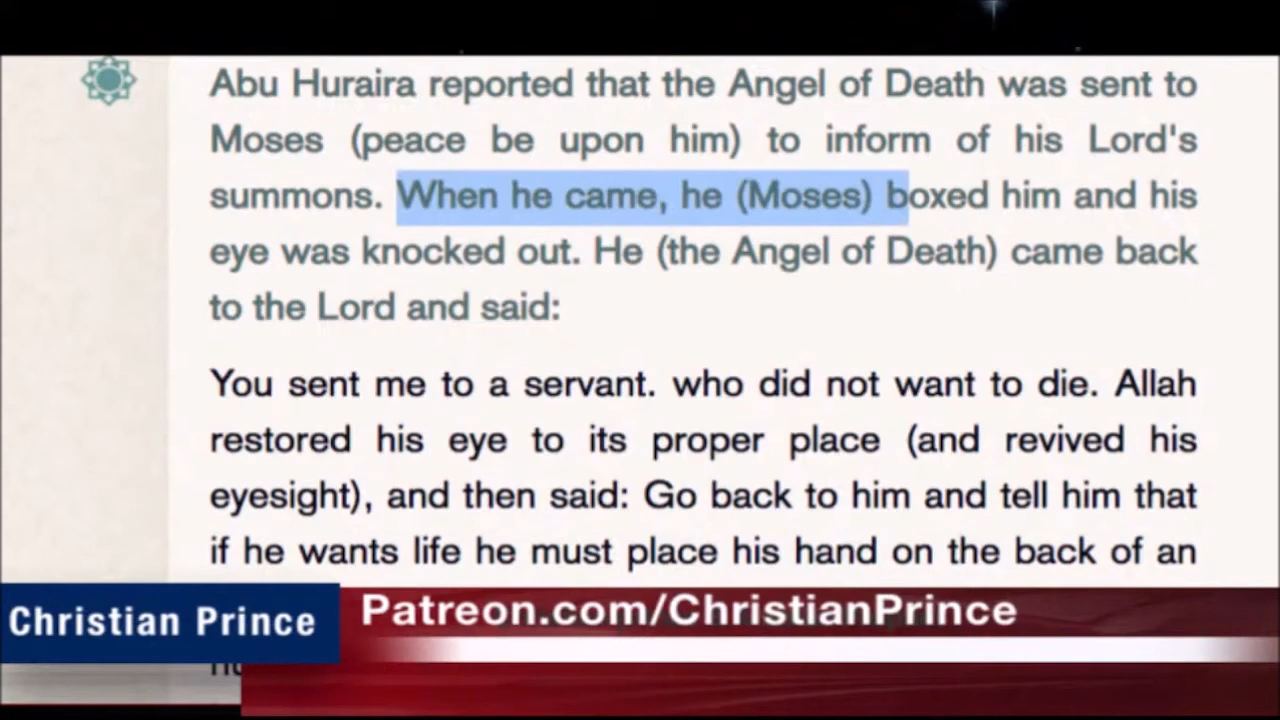 Abu Huraira reported that the Angel of Death was sent to
Moses (peace be upon him) to inform of his Lord's
summons. When he came, he (Moses) boxed him and his
eye was knocked out. He (the Angel of Death) came back
to the Lord and said:
You sent me to a servant. who did not want to die. Allah
restored his eye to its proper place (and revived his
eyesight), and then said: Go back to him and tell him that
if he wants life he must place his hand on the back of an
Christian Prince
Patreon.com/ChristianPrince